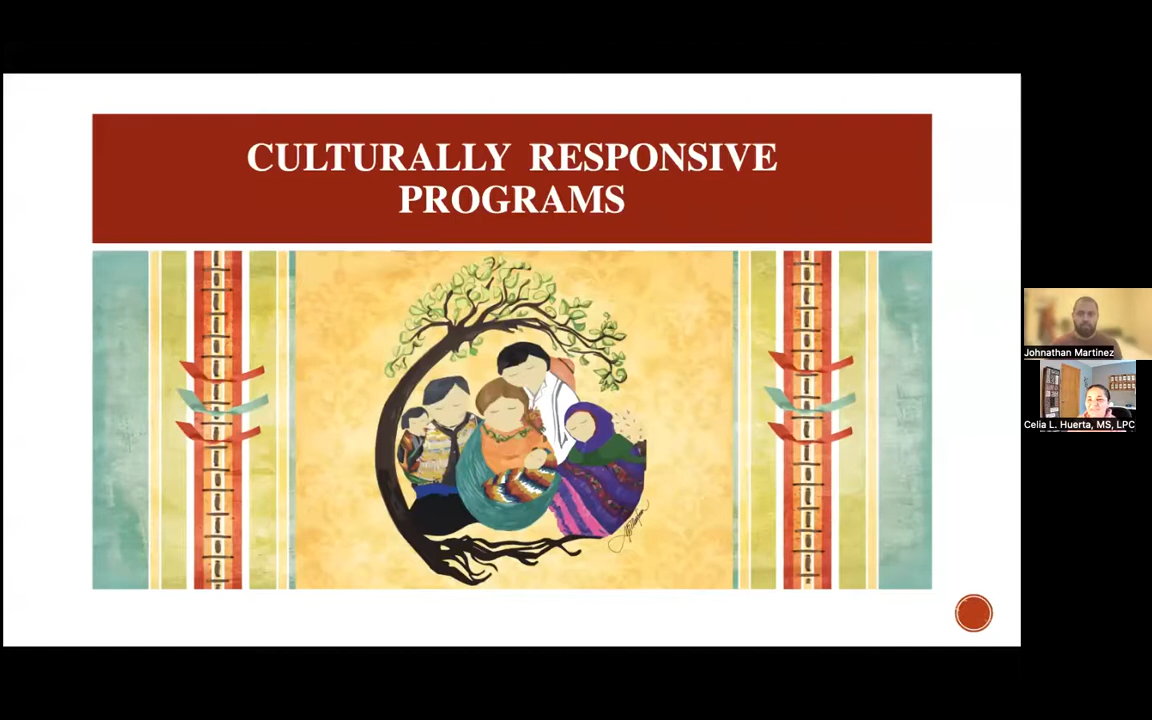 CULTURALLY RESPONSIVE
PROGRAMS
Johnathan Martinez
Celia L. Huerta, MS, LPC